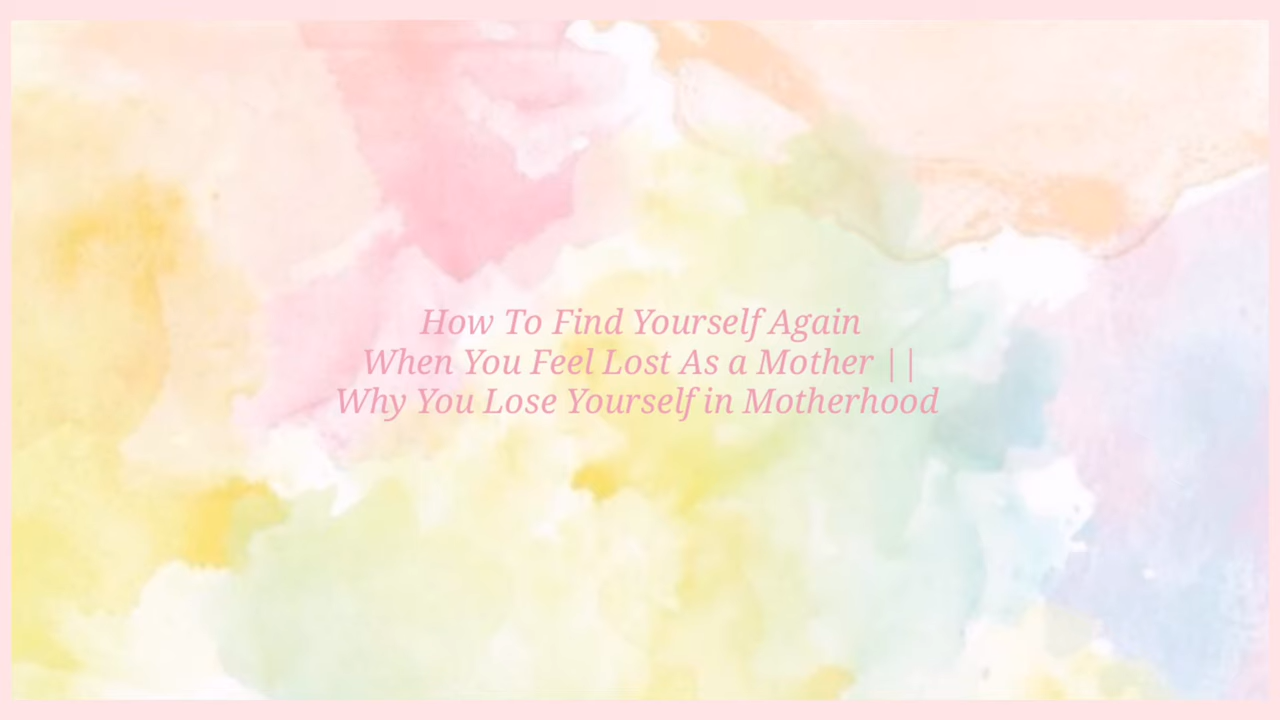 How To Find Yourself Again
When You Feel Lost As a Mother ||
Why You Lose Yourself in Motherhood